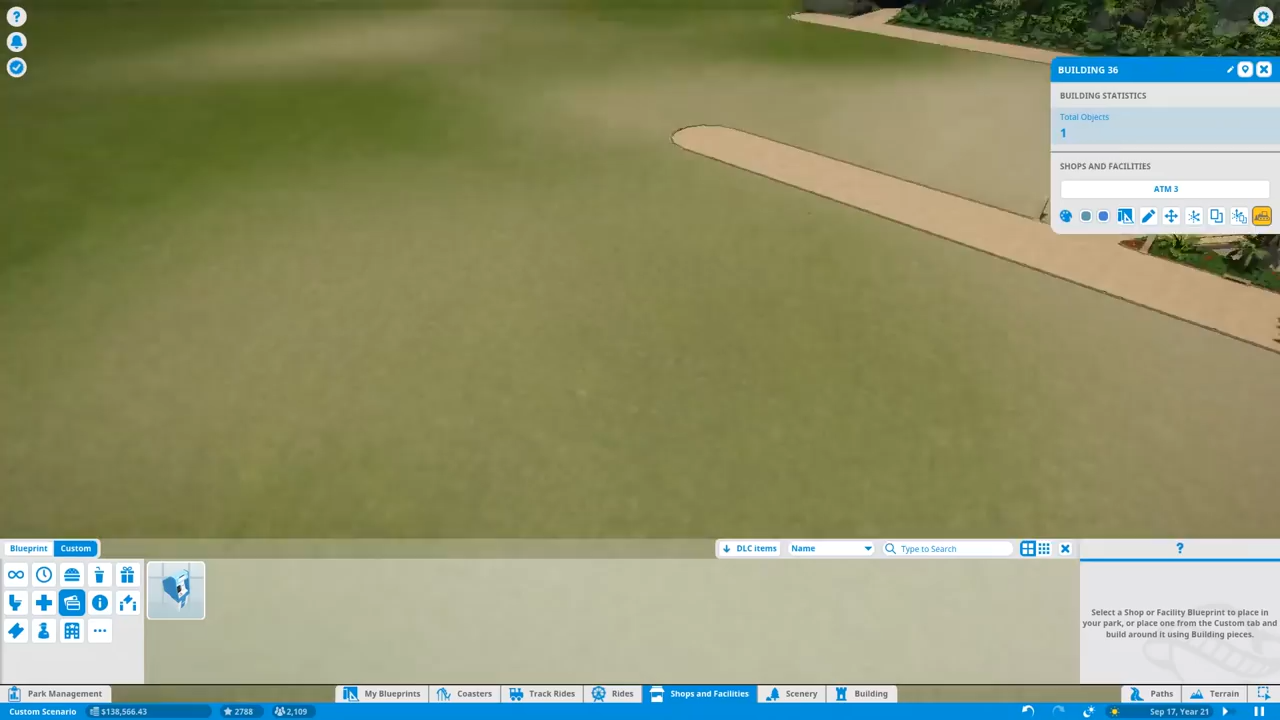 BUILDING 36
BUILDING STATISTICS
Total Objects
1
SHOPS AND FACILITIES
ATM 3
Blueprint
Custom
DLC items
Name
Type to Search
Select a Shop or Facility Blueprint to place in
your park, or place one from the Custom tab and
build around it using Building pieces.
Park Management
My Blueprints
Coasters
Track Rides
Rides
Shops and Facilities
Scenery
Building
Paths
Terrain
Custom Scenario
$138,566.43
2788
2,109
Sep 17, Year 21